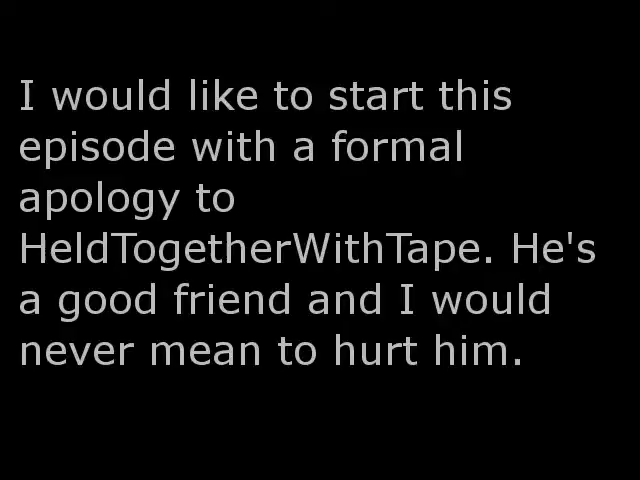 I would like to start this
episode with a formal
apology to
HeldTogetherWithTape. He's
a good friend and I would
never mean to hurt him.